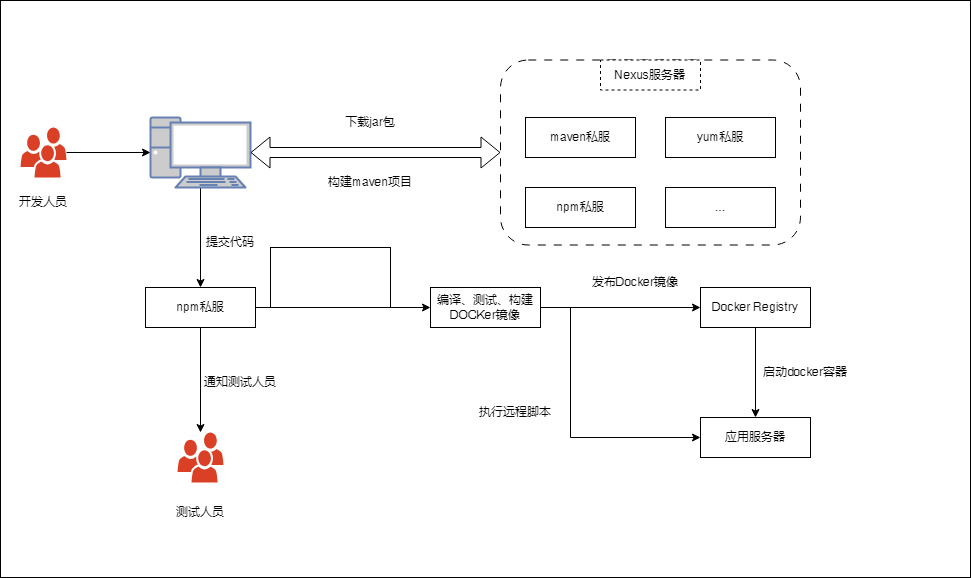 Nexus服务器
下载jar包
maven私服
yum私服
构建maven项目
开发人员
npm私服
...
提交代码
发布Docker镜像
npm私服
编译、测试、构建
DOCKer镜像
Docker Registry
通知测试人员
启动docker容器
执行远程脚本
应用服务器
测试人员